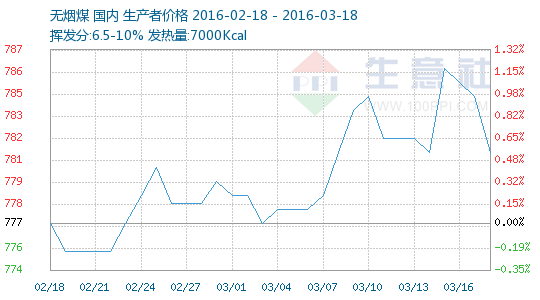 无烟煤 国内 生产者价格 2016-02-18 - 2016-03-18
挥发分:6.5-10% 发热量:7000Kcal
787 1.32%
786 1.15%
785 0.98%
783 0.82%
782 0.65%
781 0.48%
779 0.32%
778 0.15%
777 0.00%
776 -0.19%
774 -0.35%
生意社
PPI
WWW.100PPI.COM
02/18 02/21 02/24 02/27 03/01 03/04 03/07 03/10 03/13 03/16